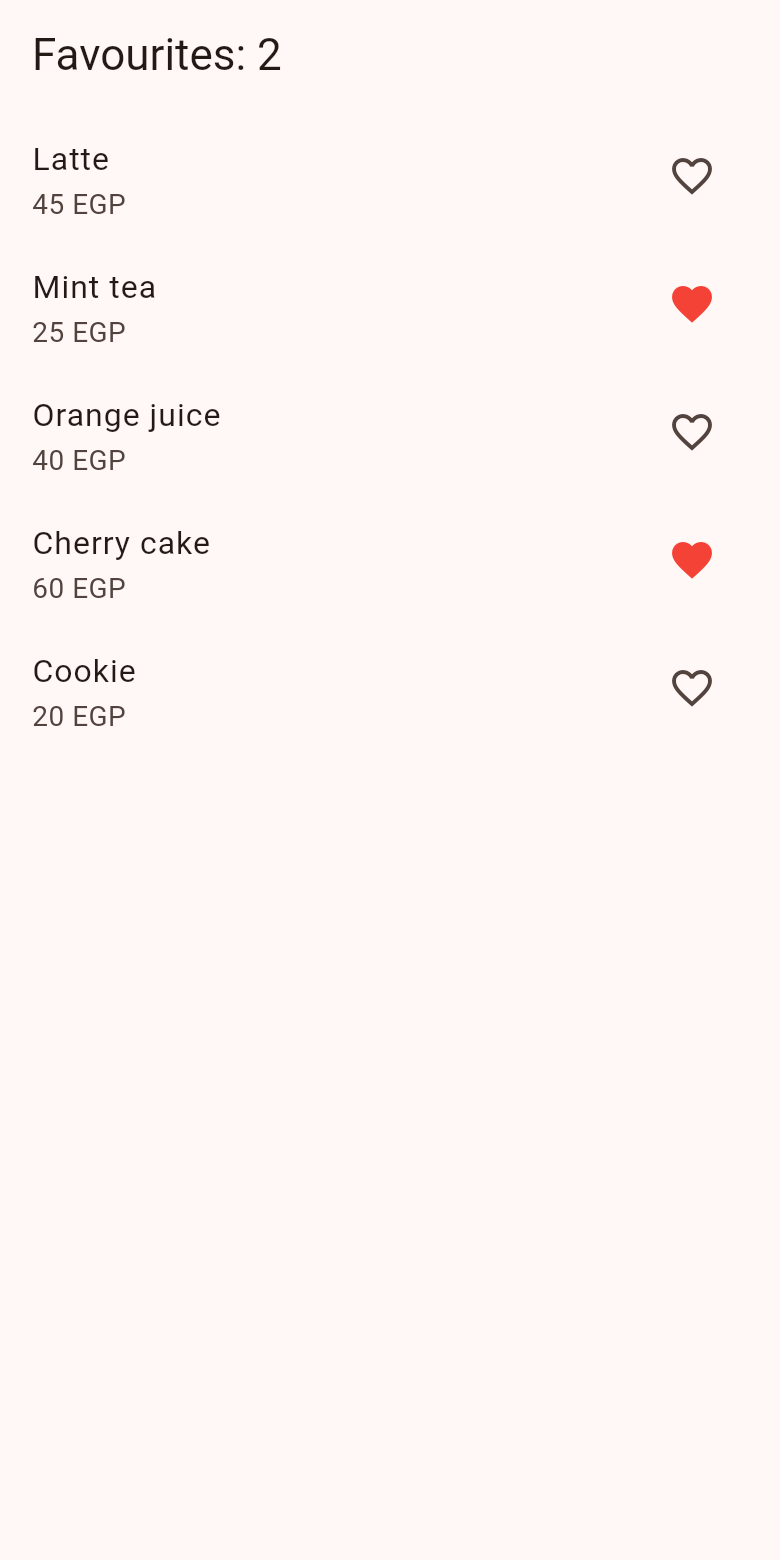 Favourites: 2
Latte
45 EGP
Mint tea
25 EGP
Orange juice
40 EGP
Cherry cake
60 EGP
Cookie
20 EGP